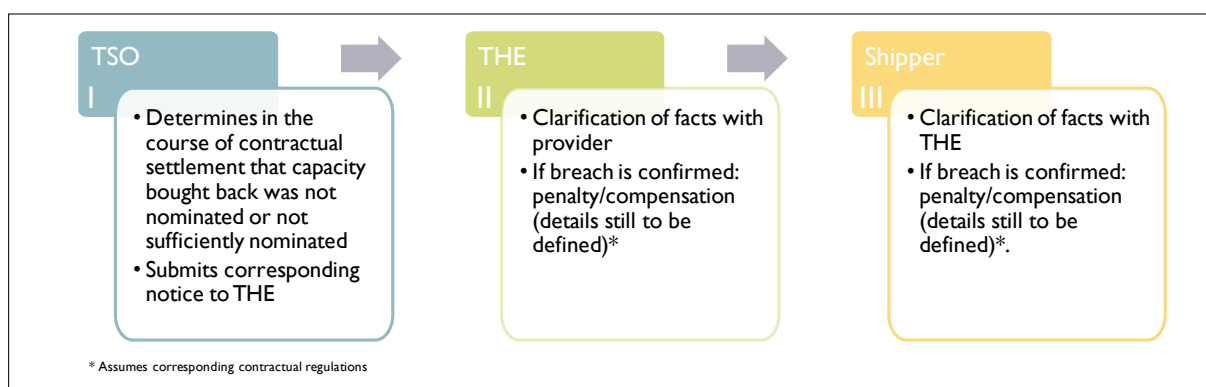 TSO
I
• Determines in the
course of contractual
settlement that capacity
bought back was not
nominated or not
sufficiently nominated
• Submits corresponding
notice to THE
THE
II
• Clarification of facts with
provider
• If breach is confirmed:
penalty/compensation
(details still to be
defined)*
Shipper
III
• Clarification of facts with
THE
• If breach is confirmed:
penalty/compensation
(details still to be
defined)*.
* Assumes corresponding contractual regulations